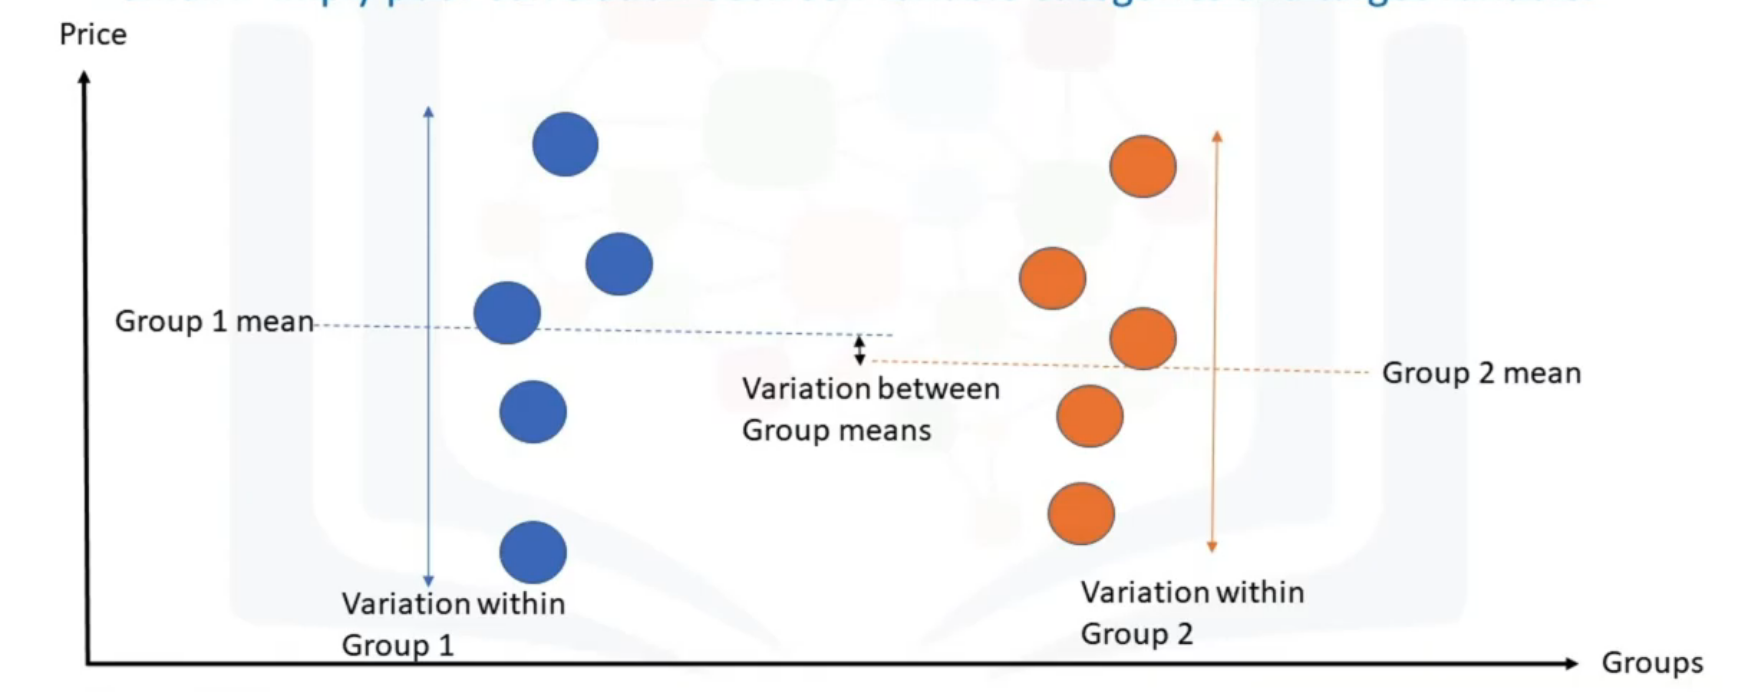 Price
Group 1 mean
Variation between
Group means
Group 2 mean
Variation within
Group 1
Variation within
Group 2
Groups